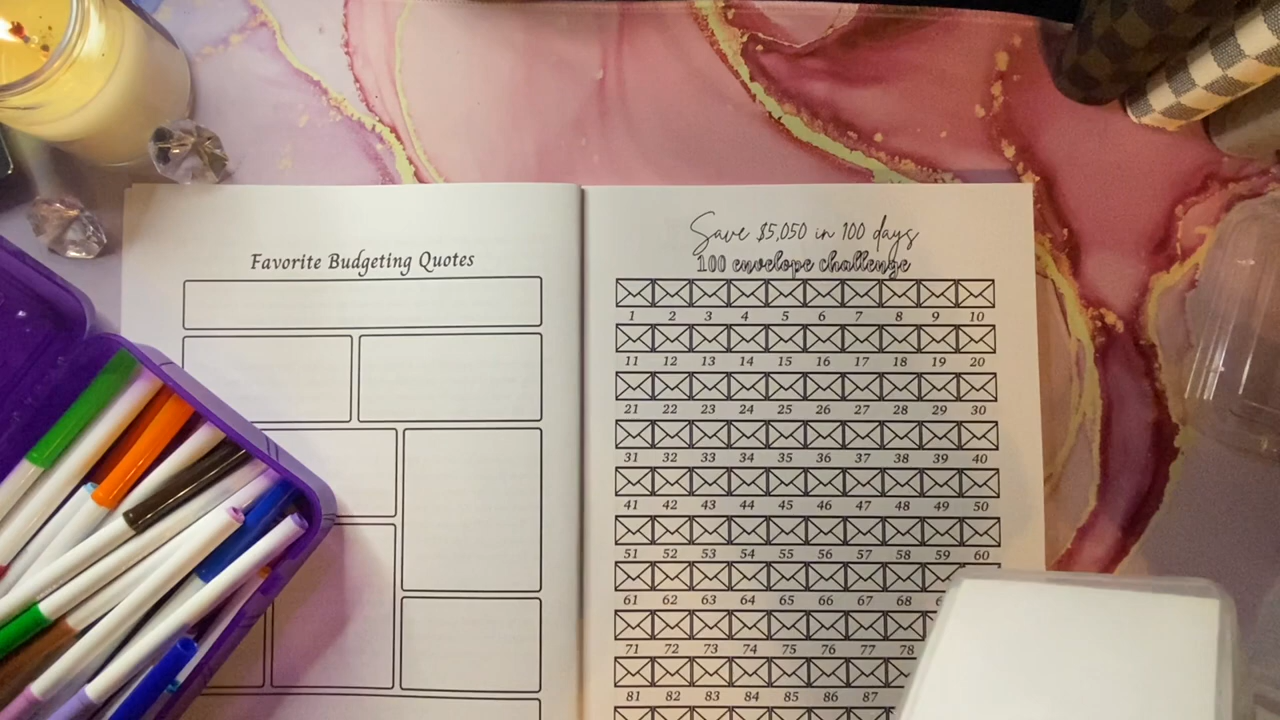 Favorite Budgeting Quotes
Save $5,050 in 100 days
100 envelope challenge
1 2 3 4 5 6 7 8 9 10
11 12 13 14 15 16 17 18 19 20
21 22 23 24 25 26 27 28 29 30
31 32 33 34 35 36 37 38 39 40
41 42 43 44 45 46 47 48 49 50
51 52 53 54 55 56 57 58 59 60
61 62 63 64 65 66 67 68
71 72 73 74 75 76 77 78
81 82 83 84 85 86 87